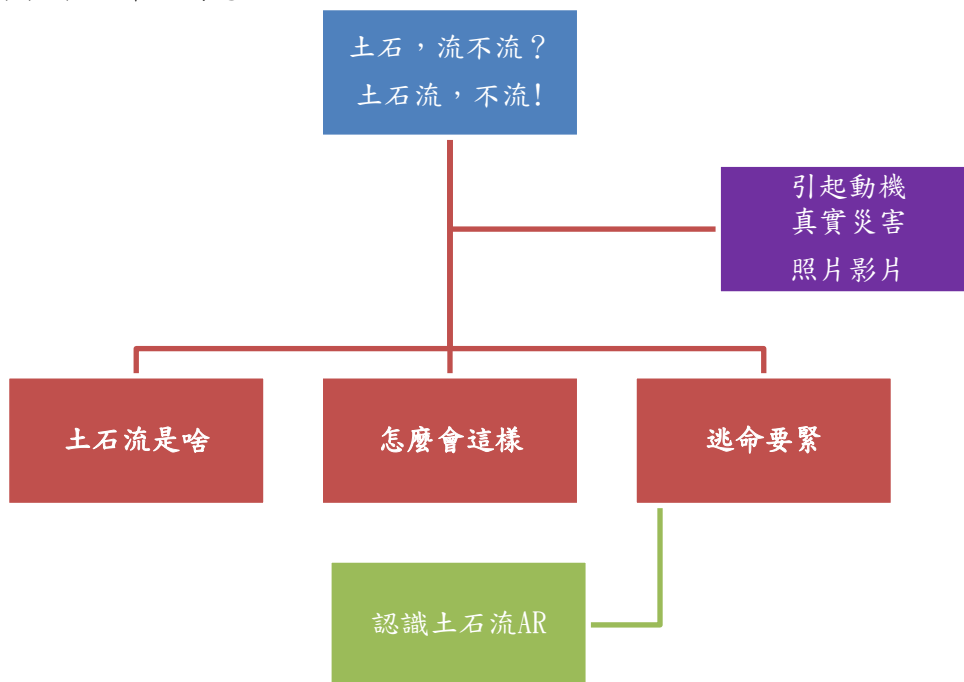 土石，流不流？
土石流，不流!
引起動機
真實災害
照片影片
土石流是啥
怎麼會這樣
逃命要緊
認識土石流AR